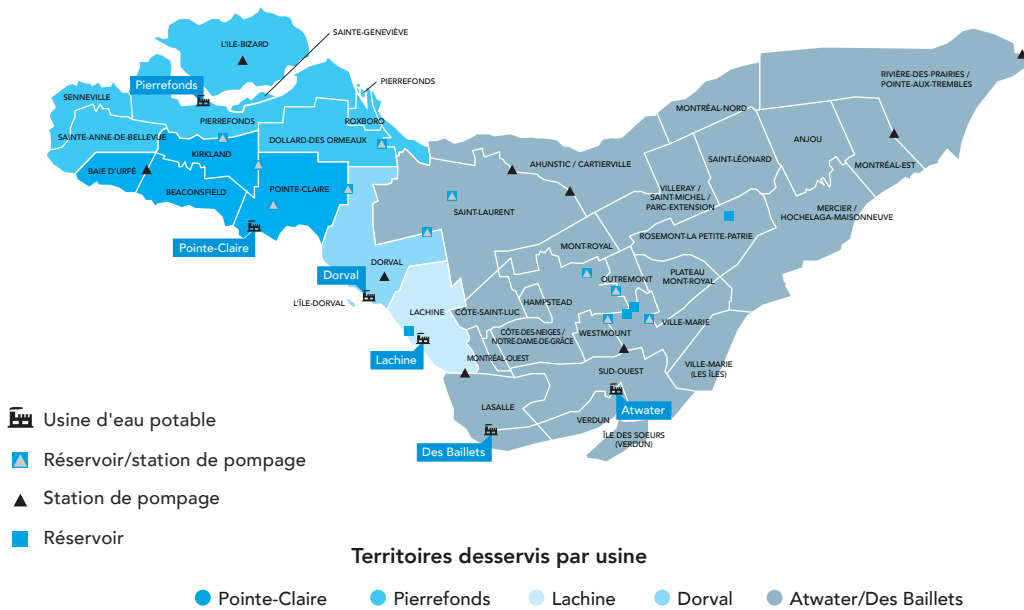 SAINTE-GENEVIÈVE
L'ILE-BIZARD
RIVIÈRE-DES-PRAIRIES /
POINTE-AUX-TREMBLES
Pierrefonds
PIERREFONDS
SENNEVILLE
MONTRÉAL-NORD
PIERREFONDS
ROXBORO
SAINTE-ANNE-DE-BELLEVUE
DOLLARD-DES ORMEAUX
ANJOU
KIRKLAND
SAINT-LÉONARD
AHUNSTIC / CARTIERVILLE
MONTRÉAL-EST
BAIE D'URFÉ
BEACONSFIELD
POINTE-CLAIRE
VILLERAY /
SAINT-MICHEL /
PARC-EXTENSION
MERCIER /
HOCHELAGA-MAISONNEUVE
SAINT-LAURENT
ROSEMONT-LA PETITE-PATRIE
Pointe-Claire
MONT-ROYAL
DORVAL
Dorval
OUTREMONT
PLATEAU
MONT-ROYAL
L'ÎLE-DORVAL
HAMPSTEAD
LACHINE
CÔTE-SAINT-LUC
VILLE-MARIE
CÔTE-DES-NEIGES /
NOTRE-DAME-DE-GRÂCE
WESTMOUNT
Lachine
MONTRÉAL-OUEST
VILLE-MARIE
(LES ÎLES)
SUD-OUEST
LASALLE
Atwater
VERDUN
ÎLE DES SOEURS
(VERDUN)
Des Baillets
Usine d'eau potable
Réservoir/station de pompage
Station de pompage
Réservoir
Territoires desservis par usine
Pointe-Claire
Pierrefonds
Lachine
Dorval
Atwater/Des Baillets